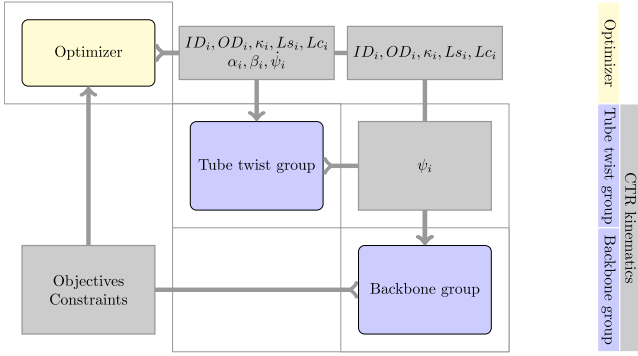 Optimizer
ID_i, OD_i, κ_i, Ls_i, Lc_i
α_i, β_i, ψ̇_i
ID_i, OD_i, κ_i, Ls_i, Lc_i
Tube twist group
ψ_i
Objectives
Constraints
Backbone group
Optimizer
Tube twist group
Backbone group
CTR kinematics